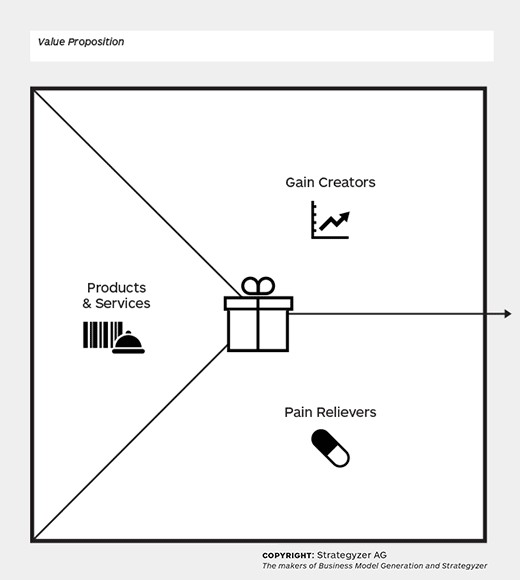 Value Proposition
Gain Creators
Products
& Services
Pain Relievers
COPYRIGHT: Strategyzer AG
The makers of Business Model Generation and Strategyzer